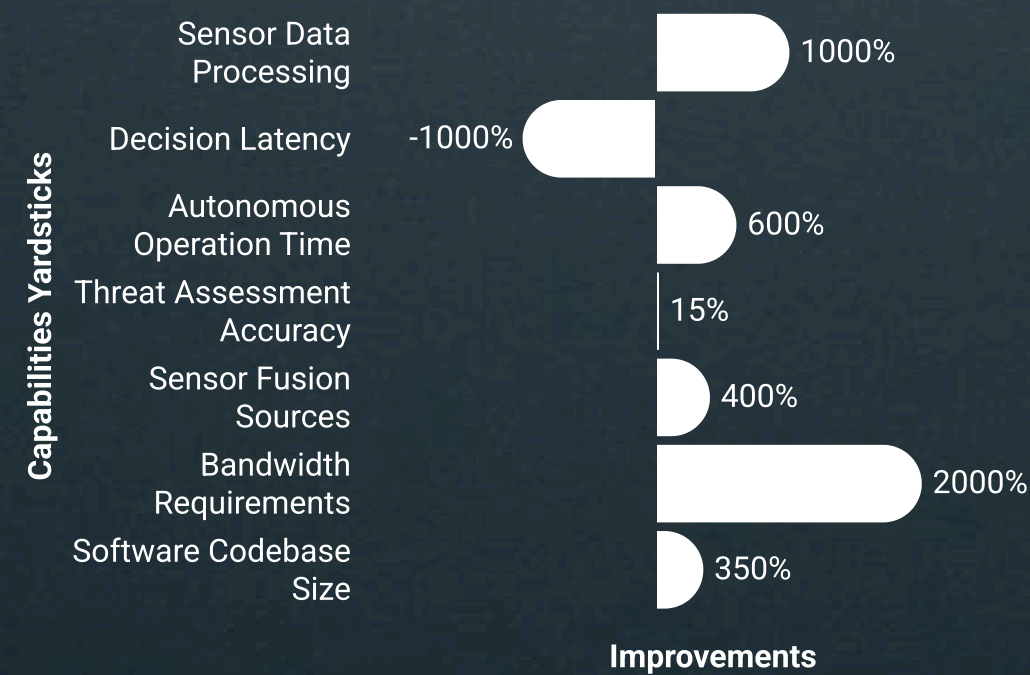 Capabilities Yardsticks
Sensor Data
Processing
1000%
Decision Latency
-1000%
Autonomous
Operation Time
600%
Threat Assessment
Accuracy
15%
Sensor Fusion
Sources
400%
Bandwidth
Requirements
2000%
Software Codebase
Size
350%
Improvements